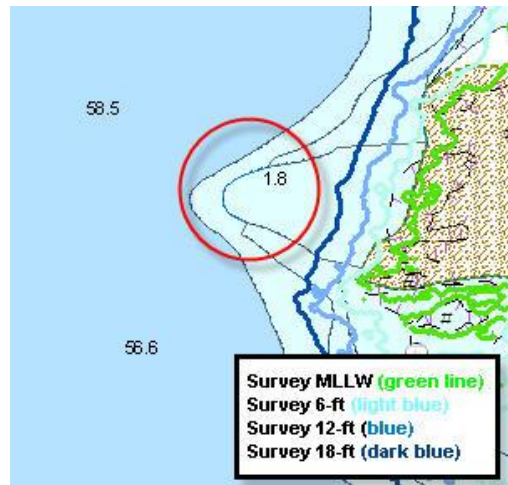 58.5
1.8
56.6
#
Survey MLLW (green line)
Survey 6-ft (light blue)
Survey 12-ft (blue)
Survey 18-ft (dark blue)